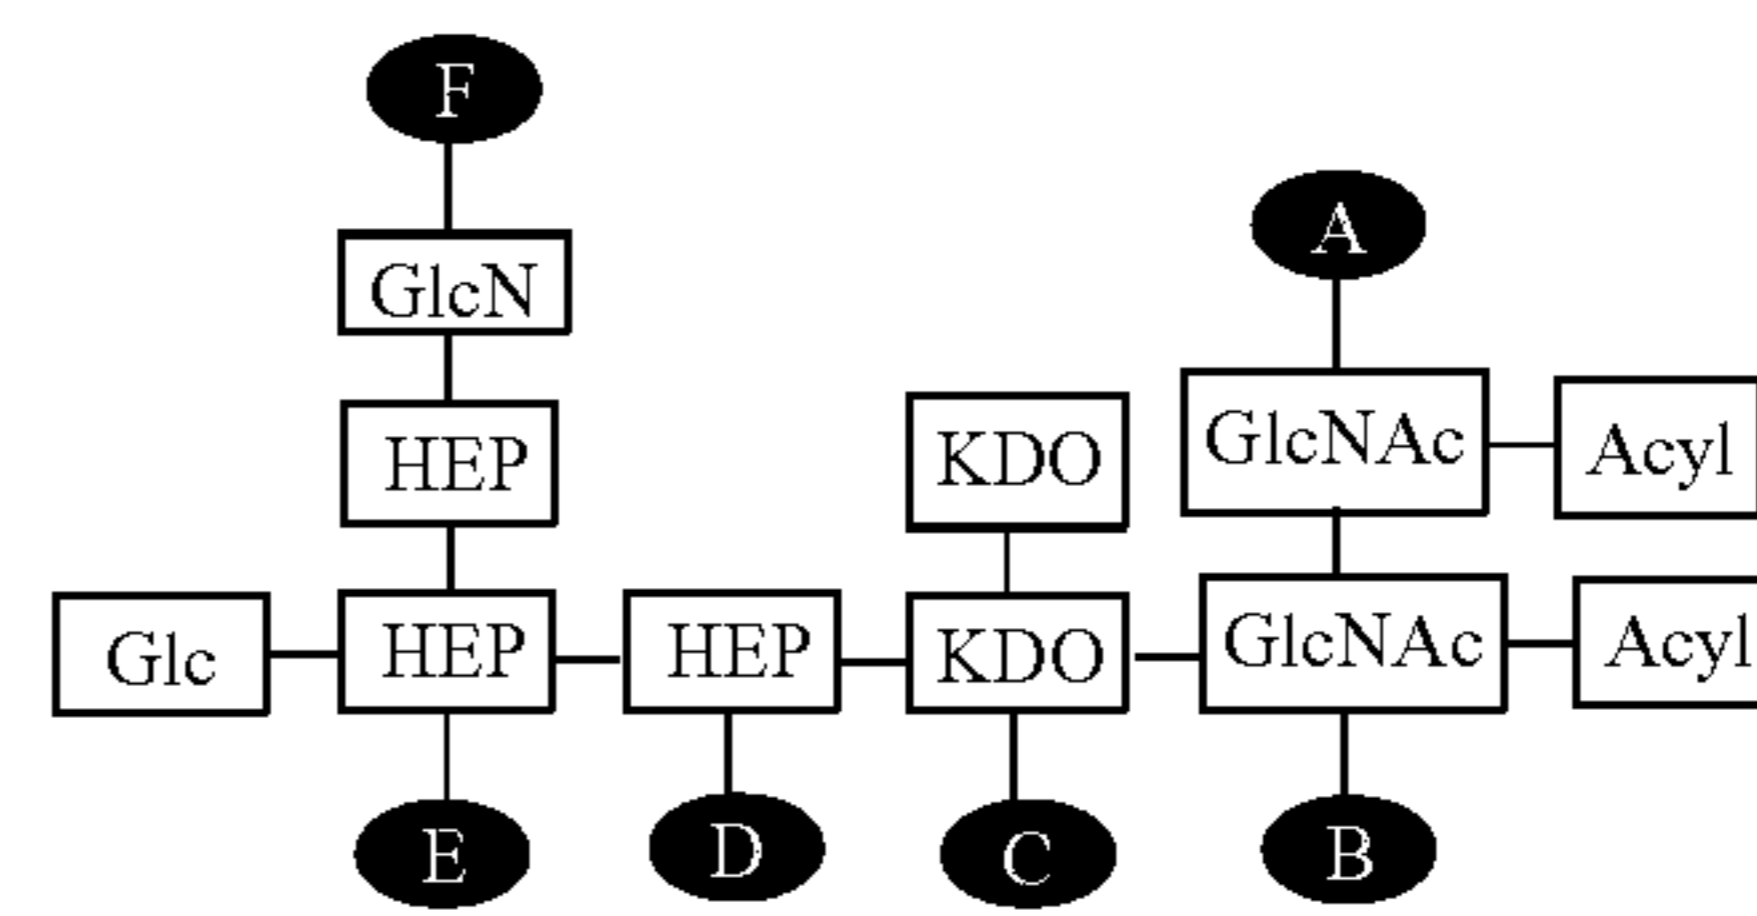 F
A
GlcN
GlcNAc
Acyl
HEP
KDO
Glc
HEP
HEP
KDO
GlcNAc
Acyl
E
D
C
B